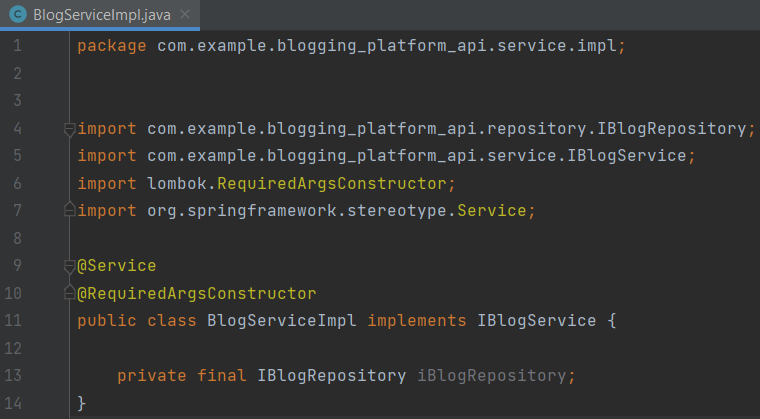 BlogServiceImpl.java
1 package com.example.blogging_platform_api.service.impl;
2
3
4 import com.example.blogging_platform_api.repository.IBlogRepository;
5 import com.example.blogging_platform_api.service.IBlogService;
6 import lombok.RequiredArgsConstructor;
7 import org.springframework.stereotype.Service;
8
9 @Service
10 @RequiredArgsConstructor
11 public class BlogServiceImpl implements IBlogService {
12
13     private final IBlogRepository iBlogRepository;
14 }